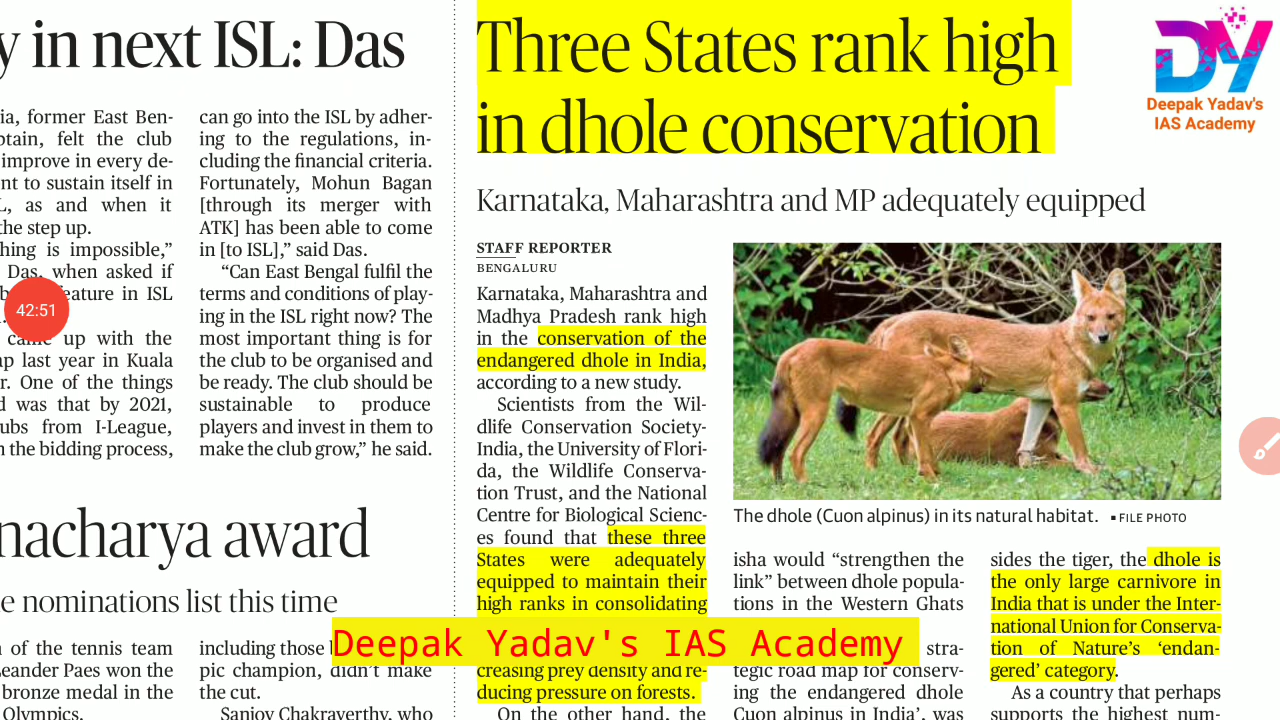 y in next ISL: Das
ia, former East Ben-
ptain, felt the club
improve in every de-
nt to sustain itself in
L, as and when it
the step up.
hing is impossible,”
Das, when asked if
feature in ISL
came up with the
ap last year in Kuala
r. One of the things
d was that by 2021,
ubs from I-League,
n the bidding process,
can go into the ISL by adher-
ing to the regulations, in-
cluding the financial criteria.
Fortunately, Mohun Bagan
[through its merger with
ATK] has been able to come
in [to ISL],” said Das.
“Can East Bengal fulfil the
terms and conditions of play-
ing in the ISL right now? The
most important thing is for
the club to be organised and
be ready. The club should be
sustainable to produce
players and invest in them to
make the club grow,” he said.
nacharya award
e nominations list this time
n of the tennis team
eander Paes won the
bronze medal in the
Olympics.
including those
pic champion, didn’t make
the cut.
Sanjoy Chakraverthy, who
42:51
Three States rank high
in dhole conservation
Karnataka, Maharashtra and MP adequately equipped
STAFF REPORTER
BENGALURU
Karnataka, Maharashtra and
Madhya Pradesh rank high
in the conservation of the
endangered dhole in India,
according to a new study.
Scientists from the Wil-
dlife Conservation Society-
India, the University of Flori-
da, the Wildlife Conserva-
tion Trust, and the National
Centre for Biological Scienc-
es found that these three
States were adequately
equipped to maintain their
high ranks in consolidating
creasing prey density and re-
ducing pressure on forests.
On the other hand, the
The dhole (Cuon alpinus) in its natural habitat. ▪ FILE PHOTO
isha would “strengthen the
link” between dhole popula-
tions in the Western Ghats
stra-
tegic road map for conserv-
ing the endangered dhole
Cuon alpinus in India’, was
sides the tiger, the dhole is
the only large carnivore in
India that is under the Inter-
national Union for Conserva-
tion of Nature’s ‘endan-
gered’ category.
As a country that perhaps
supports the highest num-
DY
Deepak Yadav's
IAS Academy
Deepak Yadav's IAS Academy